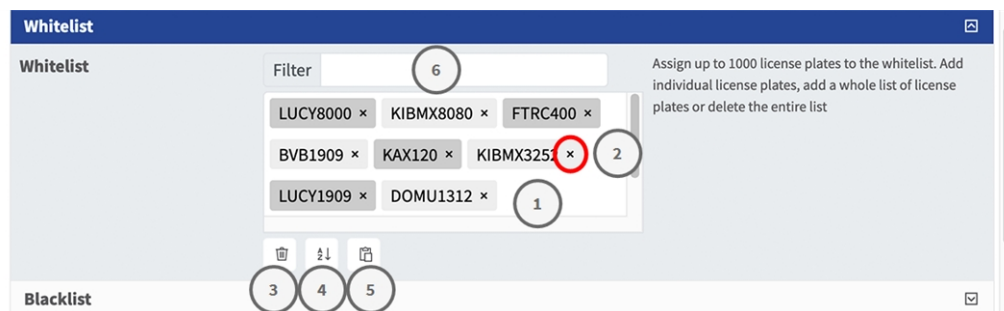 Whitelist
Whitelist
Filter
6
Assign up to 1000 license plates to the whitelist. Add
individual license plates, add a whole list of license
plates or delete the entire list
LUCY8000 × KIBMX8080 × FTRC400 ×
BVB1909 × KAX120 × KIBMX3252 × 2
LUCY1909 × DOMU1312 × 1
3 4 5
Blacklist